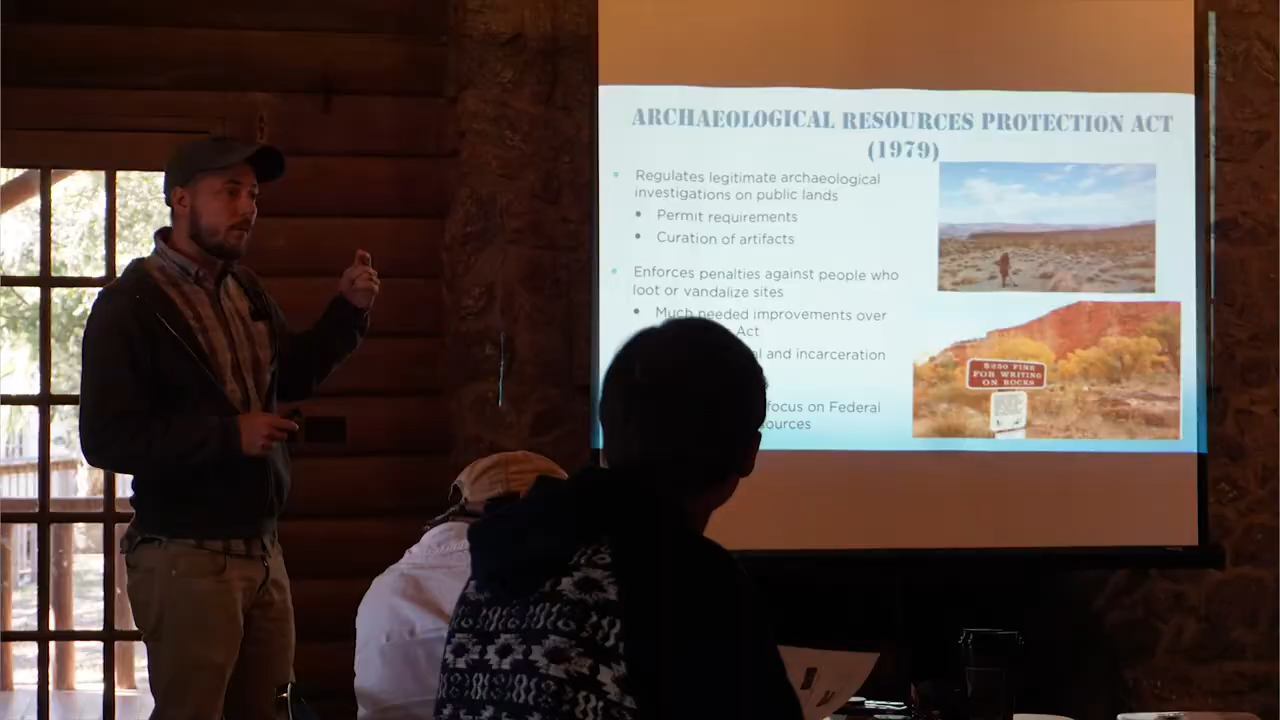 ARCHAEOLOGICAL RESOURCES PROTECTION ACT
(1979)
Regulates legitimate archaeological
investigations on public lands
Permit requirements
Curation of artifacts
Enforces penalties against people who
loot or vandalize sites
Much needed improvements over
Act
and incarceration
focus on Federal
$250 FINE
FOR WRITING
ON ROCKS